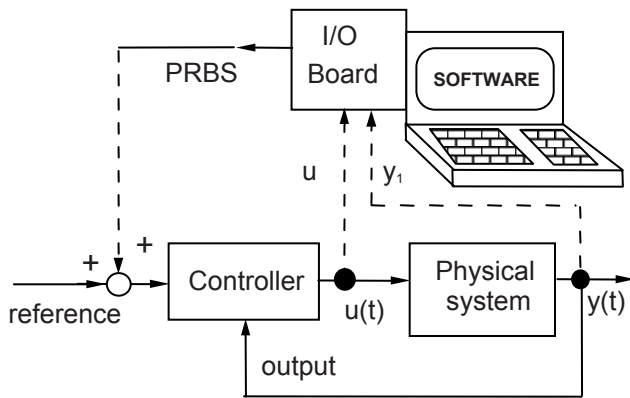 I/O
Board
SOFTWARE
PRBS
u
y₁
+
+
Controller
Physical
system
reference
u(t)
y(t)
output